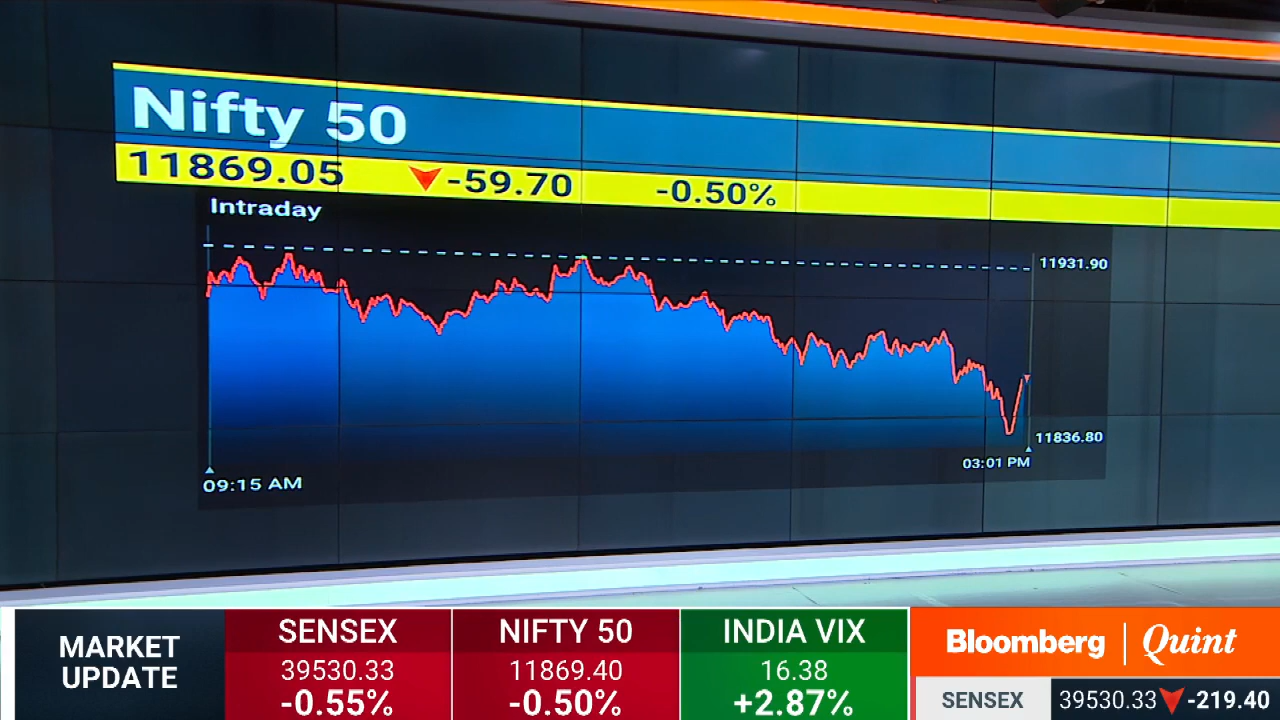 Nifty 50
11869.05 -59.70 -0.50%
Intraday
11931.90
11836.80
03:01 PM
09:15 AM
MARKET
UPDATE
SENSEX
39530.33
-0.55%
NIFTY 50
11869.40
-0.50%
INDIA VIX
16.38
+2.87%
Bloomberg | Quint
SENSEX 39530.33 -219.40